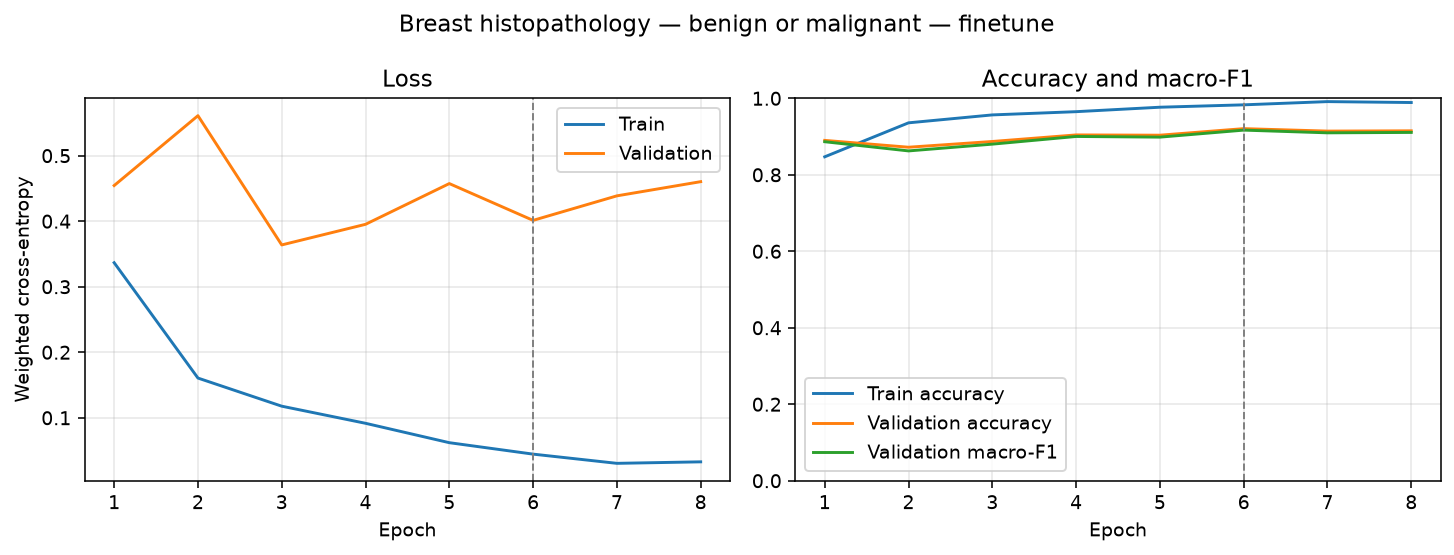 Breast histopathology — benign or malignant — finetune
Loss
Weighted cross-entropy
0.5
0.4
0.3
0.2
0.1
Train
Validation
1 2 3 4 5 6 7 8
Epoch
Accuracy and macro-F1
1.0
0.8
0.6
0.4
0.2
0.0
Train accuracy
Validation accuracy
Validation macro-F1
1 2 3 4 5 6 7 8
Epoch